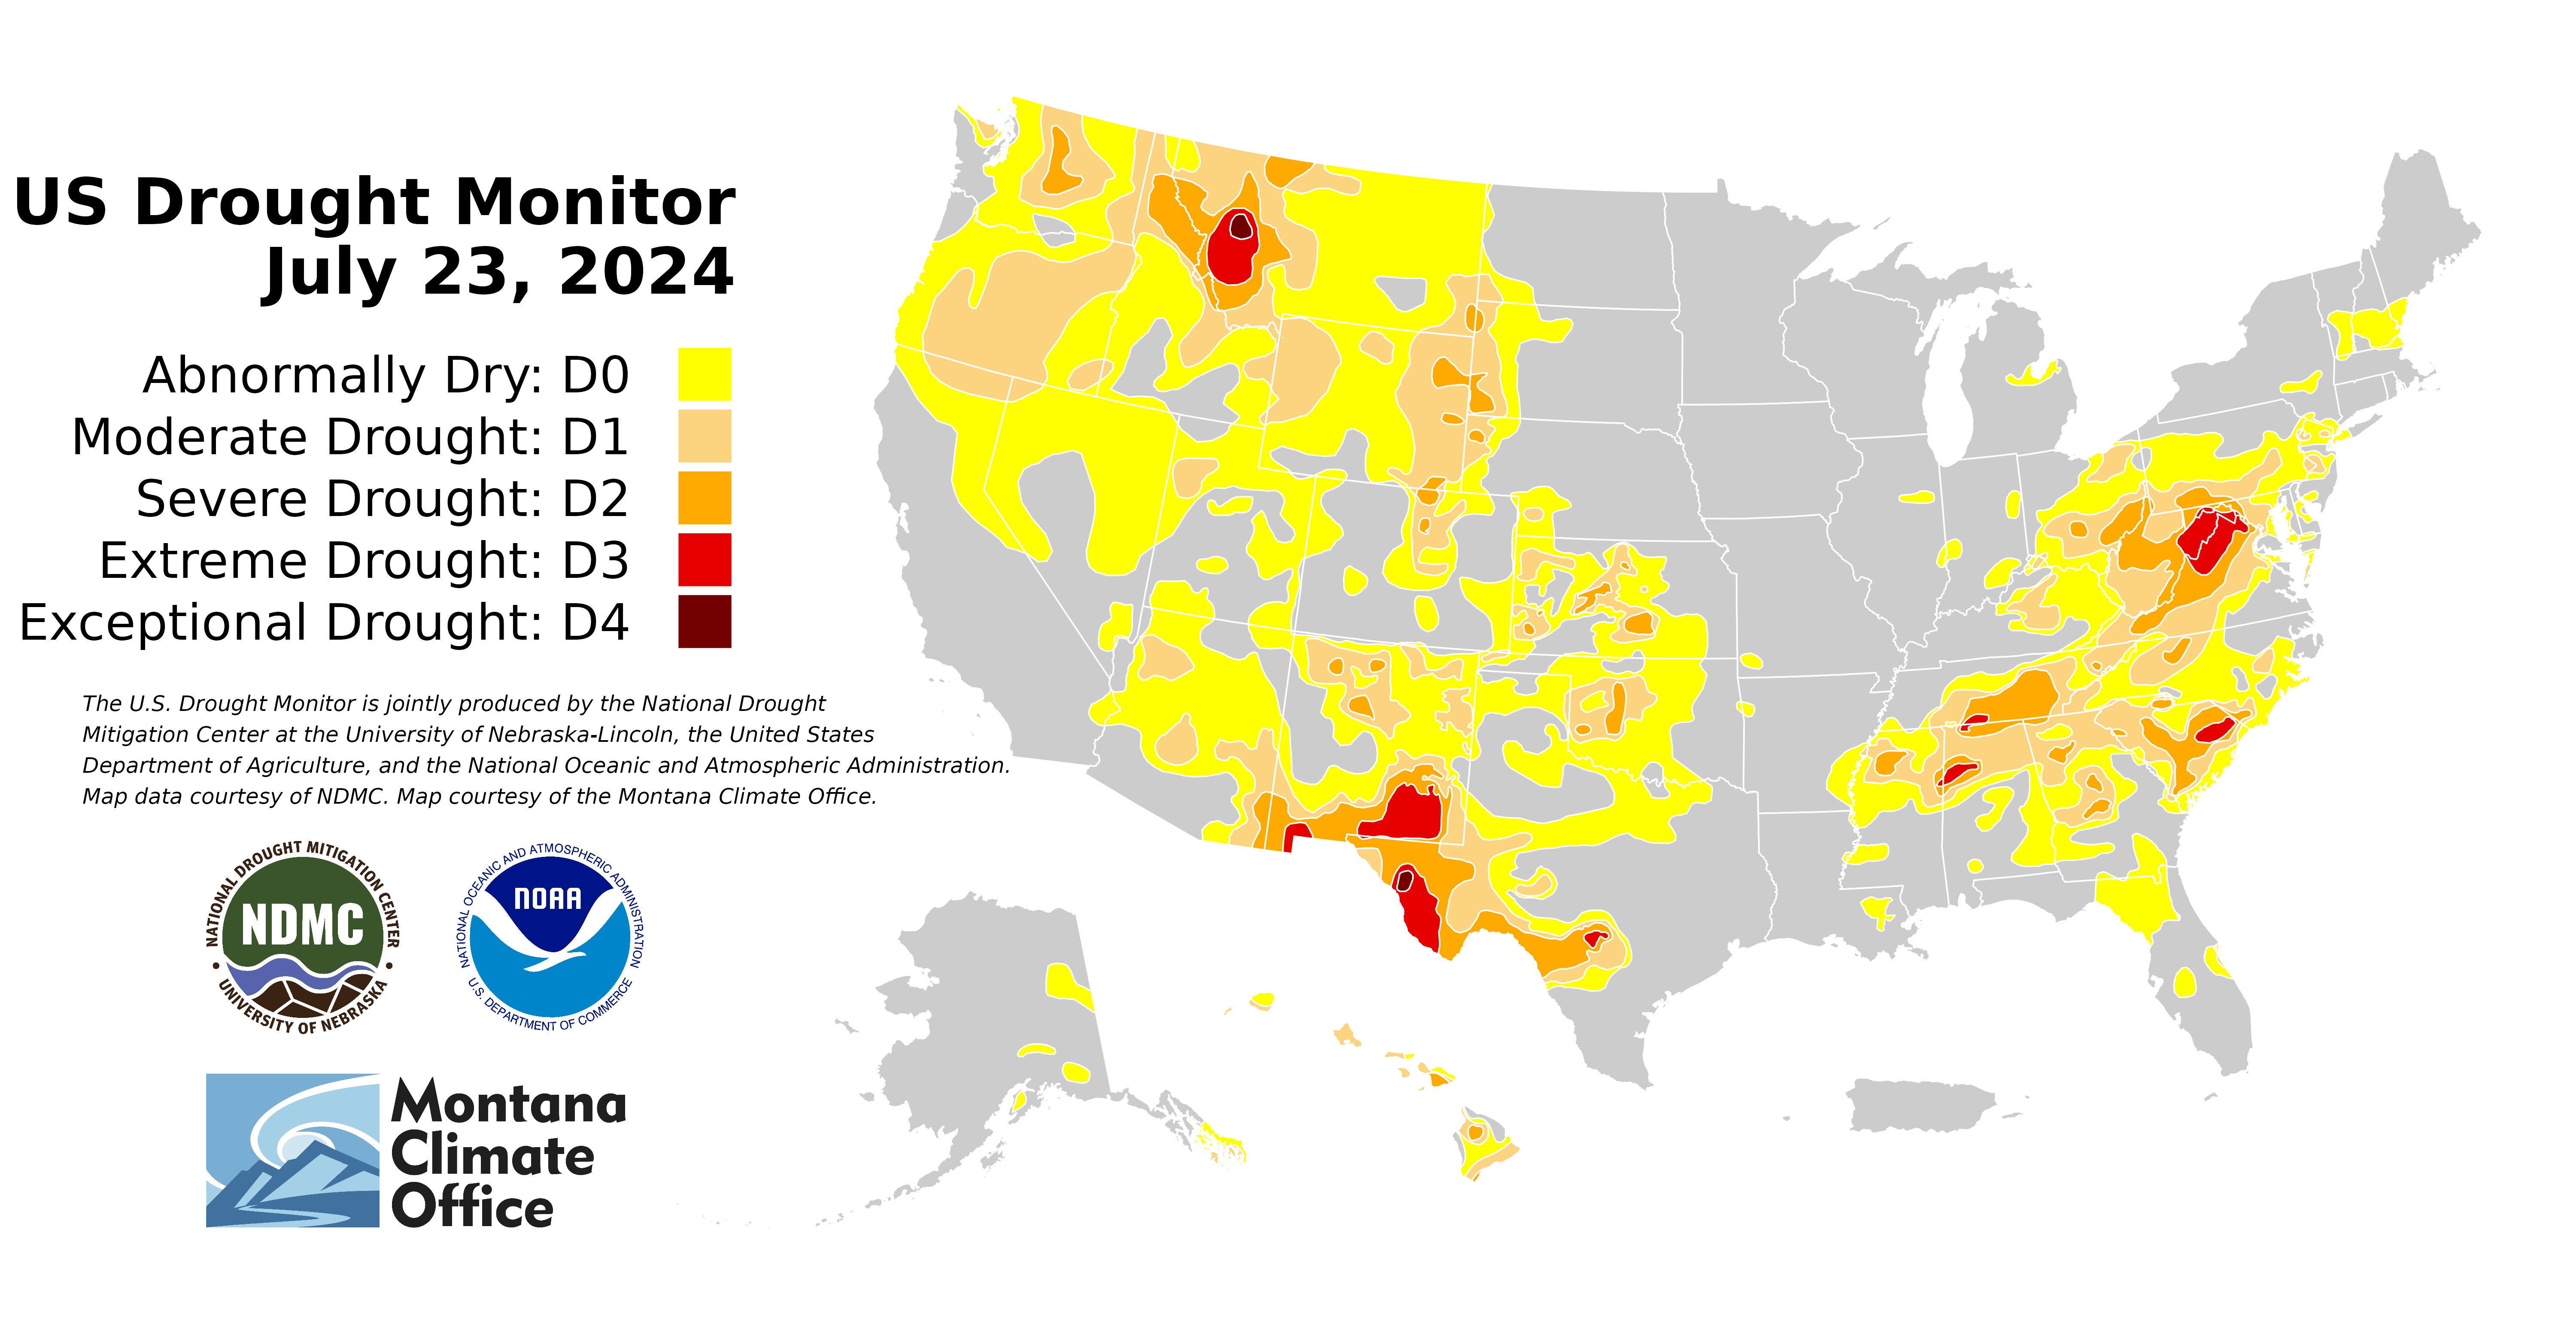 US Drought Monitor
July 23, 2024
Abnormally Dry: D0
Moderate Drought: D1
Severe Drought: D2
Extreme Drought: D3
Exceptional Drought: D4
The U.S. Drought Monitor is jointly produced by the National Drought
Mitigation Center at the University of Nebraska-Lincoln, the United States
Department of Agriculture, and the National Oceanic and Atmospheric Administration.
Map data courtesy of NDMC. Map courtesy of the Montana Climate Office.
NATIONAL DROUGHT MITIGATION CENTER
NDMC
• UNIVERSITY OF NEBRASKA •
NATIONAL OCEANIC AND ATMOSPHERIC ADMINISTRATION
NOAA
U.S. DEPARTMENT OF COMMERCE
Montana
Climate
Office